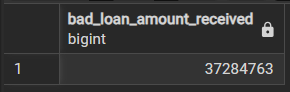 bad_loan_amount_received
bigint
1 37284763